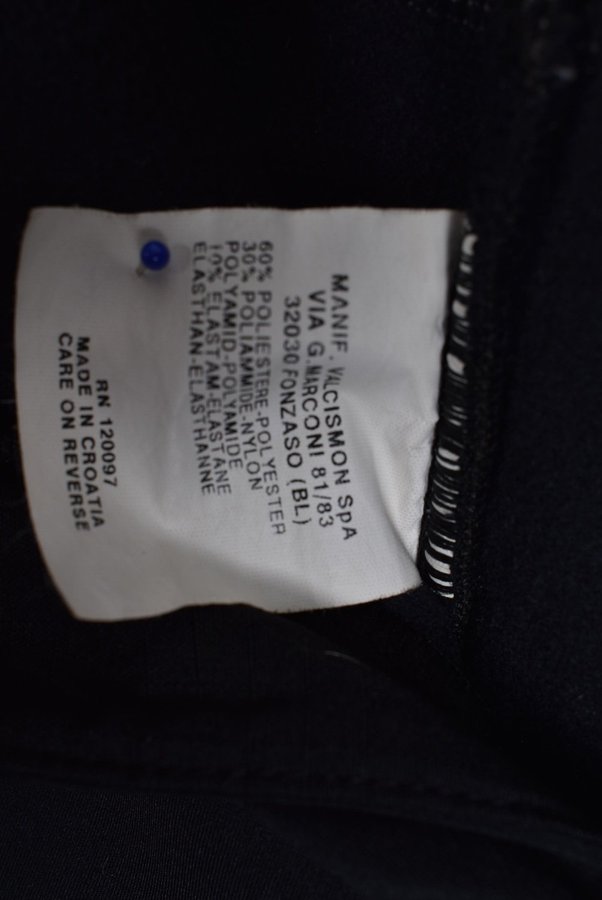 MANIF. VALCISMON SpA
VIA G. MARCONI 81/83
32030 FONZASO (BL)
60% POLIESTERE-POLYESTER
30% POLIAMMIDE-NYLON
POLYAMID-POLYAMIDE
10% ELASTAM-ELASTANE
ELASTHAN-ELASTHANNE
RN 120097
MADE IN CROATIA
CARE ON REVERSE